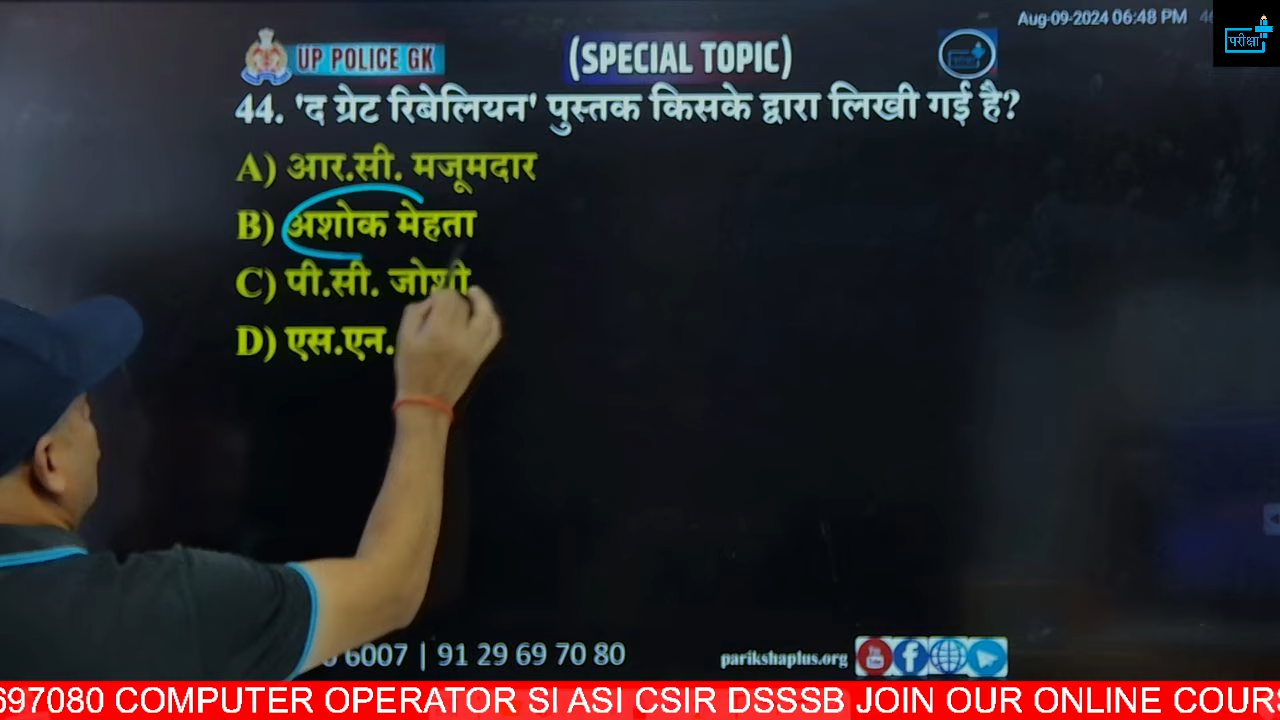 Aug-09-2024 06:48 PM
परीक्षा
UP POLICE GK
(SPECIAL TOPIC)
44. 'द ग्रेट रिबेलियन' पुस्तक किसके द्वारा लिखी गई है?
A) आर.सी. मजूमदार
B) अशोक मेहता
C) पी.सी. जोशी
D) एस.एन.
6007 | 91 29 69 70 80
parikshaplus.org
You Tube
697080 COMPUTER OPERATOR SI ASI CSIR DSSSB JOIN OUR ONLINE COURS